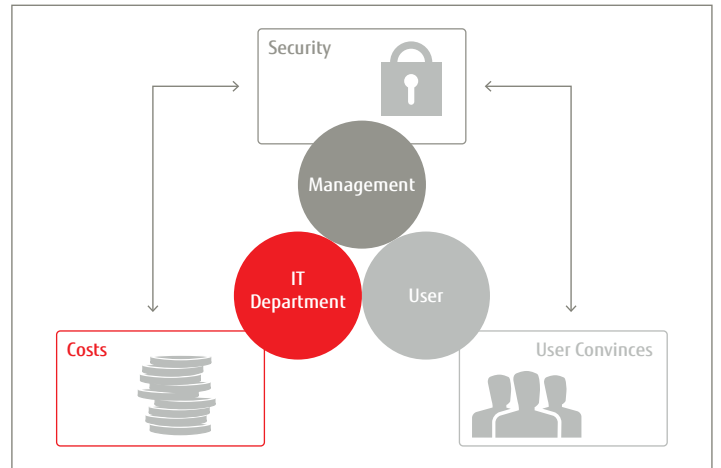 Security
Management
IT
Department
User
Costs
User Convinces